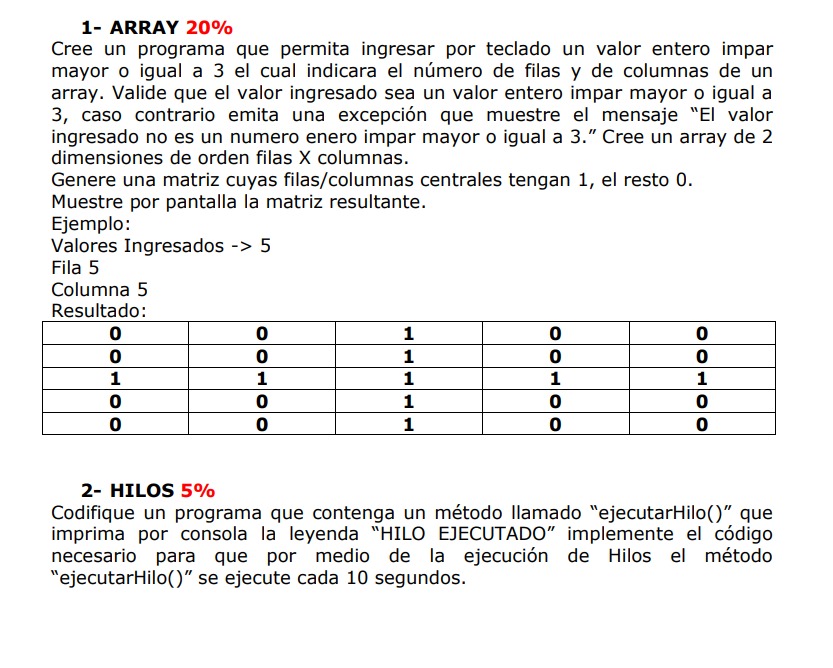 1- ARRAY 20%
Cree un programa que permita ingresar por teclado un valor entero impar
mayor o igual a 3 el cual indicara el número de filas y de columnas de un
array. Valide que el valor ingresado sea un valor entero impar mayor o igual a
3, caso contrario emita una excepción que muestre el mensaje “El valor
ingresado no es un numero enero impar mayor o igual a 3.” Cree un array de 2
dimensiones de orden filas X columnas.
Genere una matriz cuyas filas/columnas centrales tengan 1, el resto 0.
Muestre por pantalla la matriz resultante.
Ejemplo:
Valores Ingresados -> 5
Fila 5
Columna 5
Resultado:
0 0 1 0 0
0 0 1 0 0
1 1 1 1 1
0 0 1 0 0
0 0 1 0 0
2- HILOS 5%
Codifique un programa que contenga un método llamado “ejecutarHilo()” que
imprima por consola la leyenda “HILO EJECUTADO” implemente el código
necesario para que por medio de la ejecución de Hilos el método
“ejecutarHilo()” se ejecute cada 10 segundos.